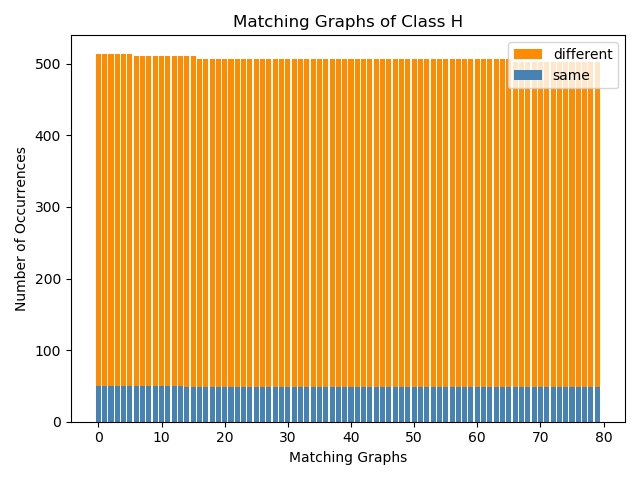 Matching Graphs of Class H
different
same
Number of Occurrences
500
400
300
200
100
0
0 10 20 30 40 50 60 70 80
Matching Graphs